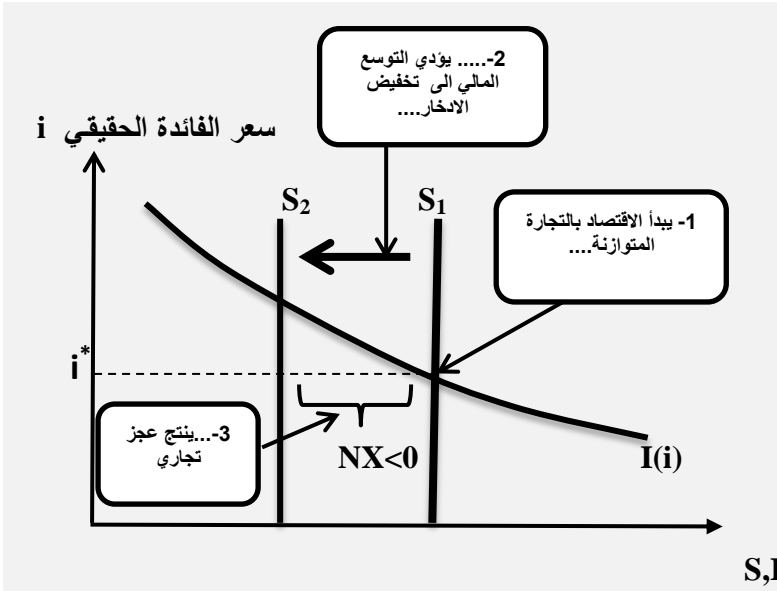 2-..... يؤدي التوسع
المالي الى تخفيض
الادخار....
سعر الفائدة الحقيقي i
S₂
S₁
1- يبدأ الاقتصاد بالتجارة
المتوازنة....
i*
3-...ينتج عجز
تجاري
NX<0
I(i)
S,I